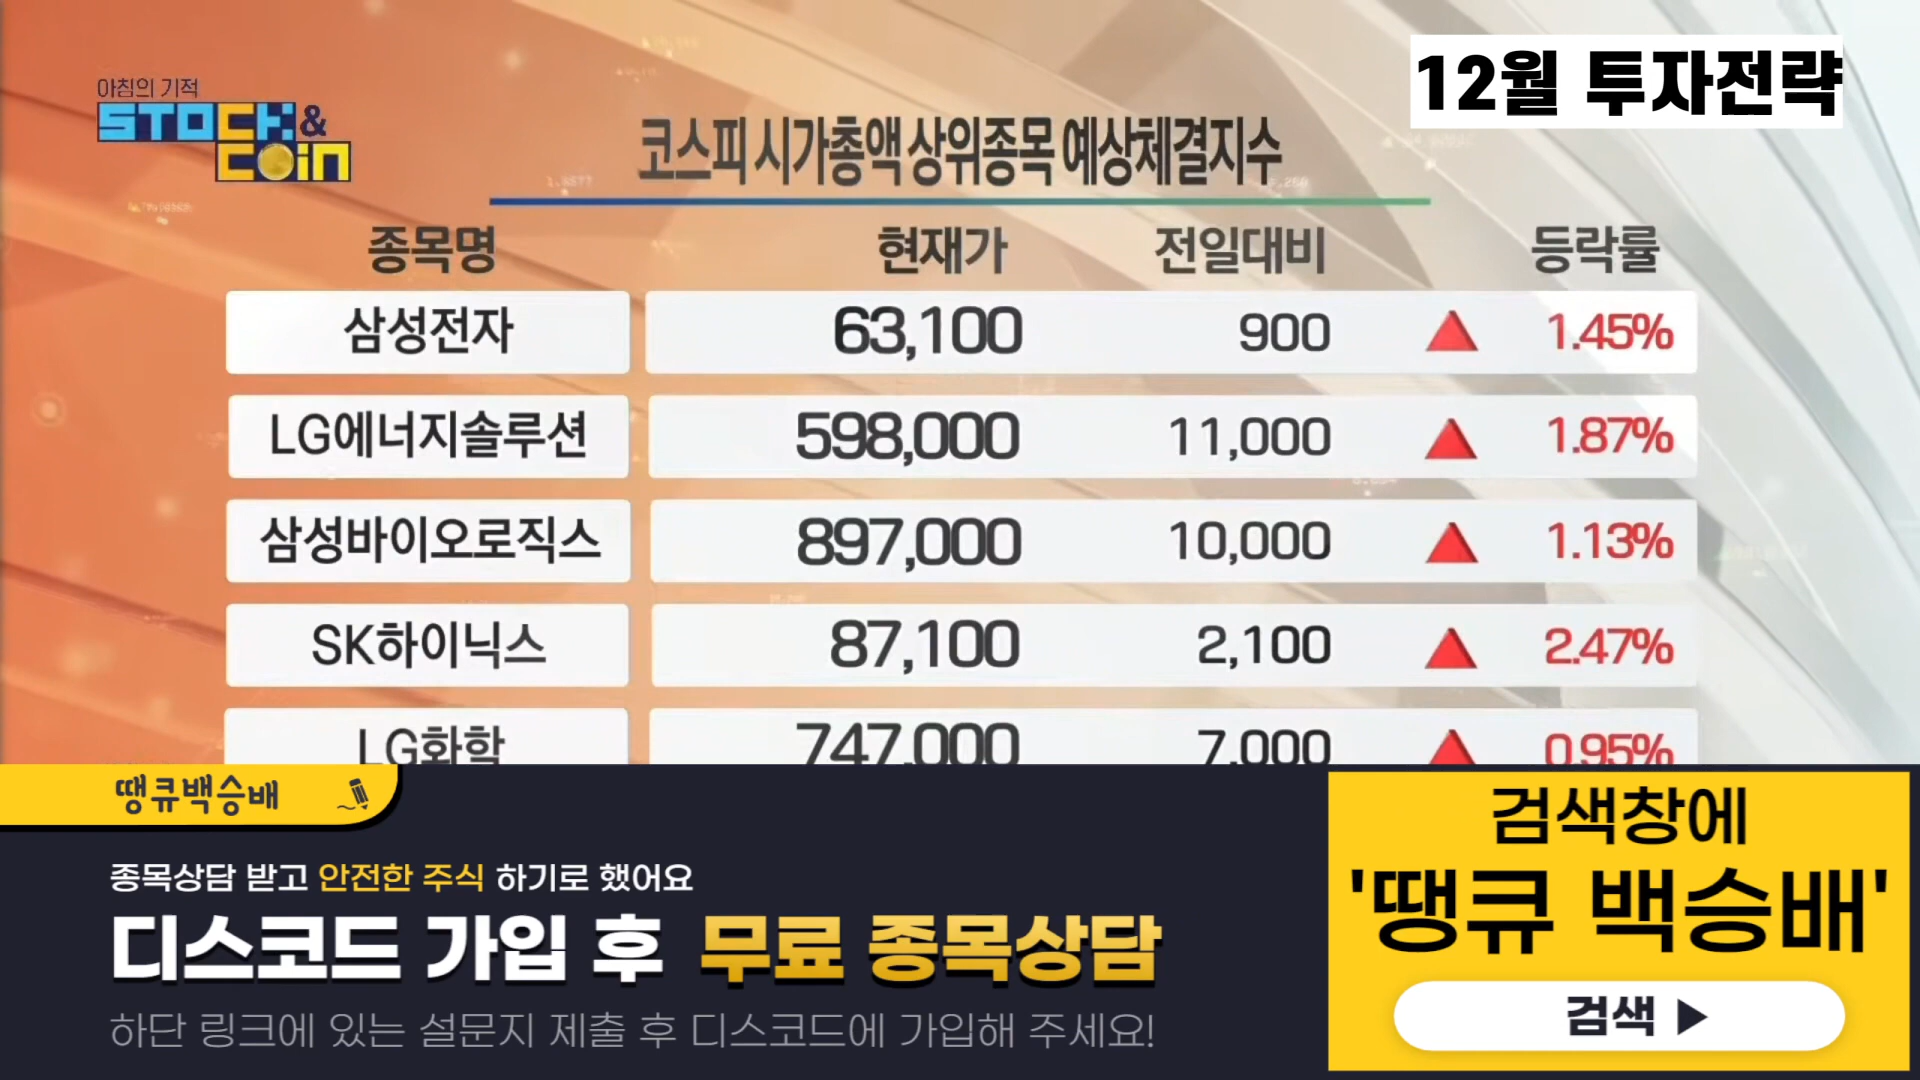 아침의 기적
STOCK &
COIN
12월 투자전략
코스피 시가총액 상위종목 예상체결지수
종목명 현재가 전일대비 등락률
삼성전자 63,100 900 ▲ 1.45%
LG에너지솔루션 598,000 11,000 ▲ 1.87%
삼성바이오로직스 897,000 10,000 ▲ 1.13%
SK하이닉스 87,100 2,100 ▲ 2.47%
LG화학 747,000 7,000 ▲ 0.95%
땡큐백승배
종목상담 받고 안전한 주식 하기로 했어요
디스코드 가입 후 무료 종목상담
하단 링크에 있는 설문지 제출 후 디스코드에 가입해 주세요!
검색창에
'땡큐 백승배'
검색 ▶